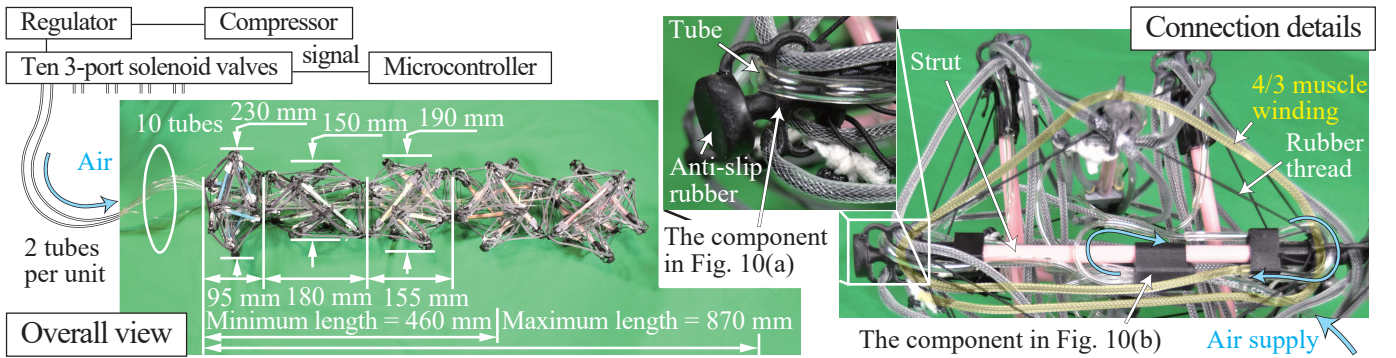 Regulator
Compressor
Ten 3-port solenoid valves
signal
Microcontroller
10 tubes
230 mm
150 mm
190 mm
Air
2 tubes
per unit
95 mm
180 mm
155 mm
Minimum length = 460 mm
Maximum length = 870 mm
Overall view
Tube
Anti-slip
rubber
The component
in Fig. 10(a)
Connection details
Strut
4/3 muscle
winding
Rubber
thread
The component in Fig. 10(b)
Air supply